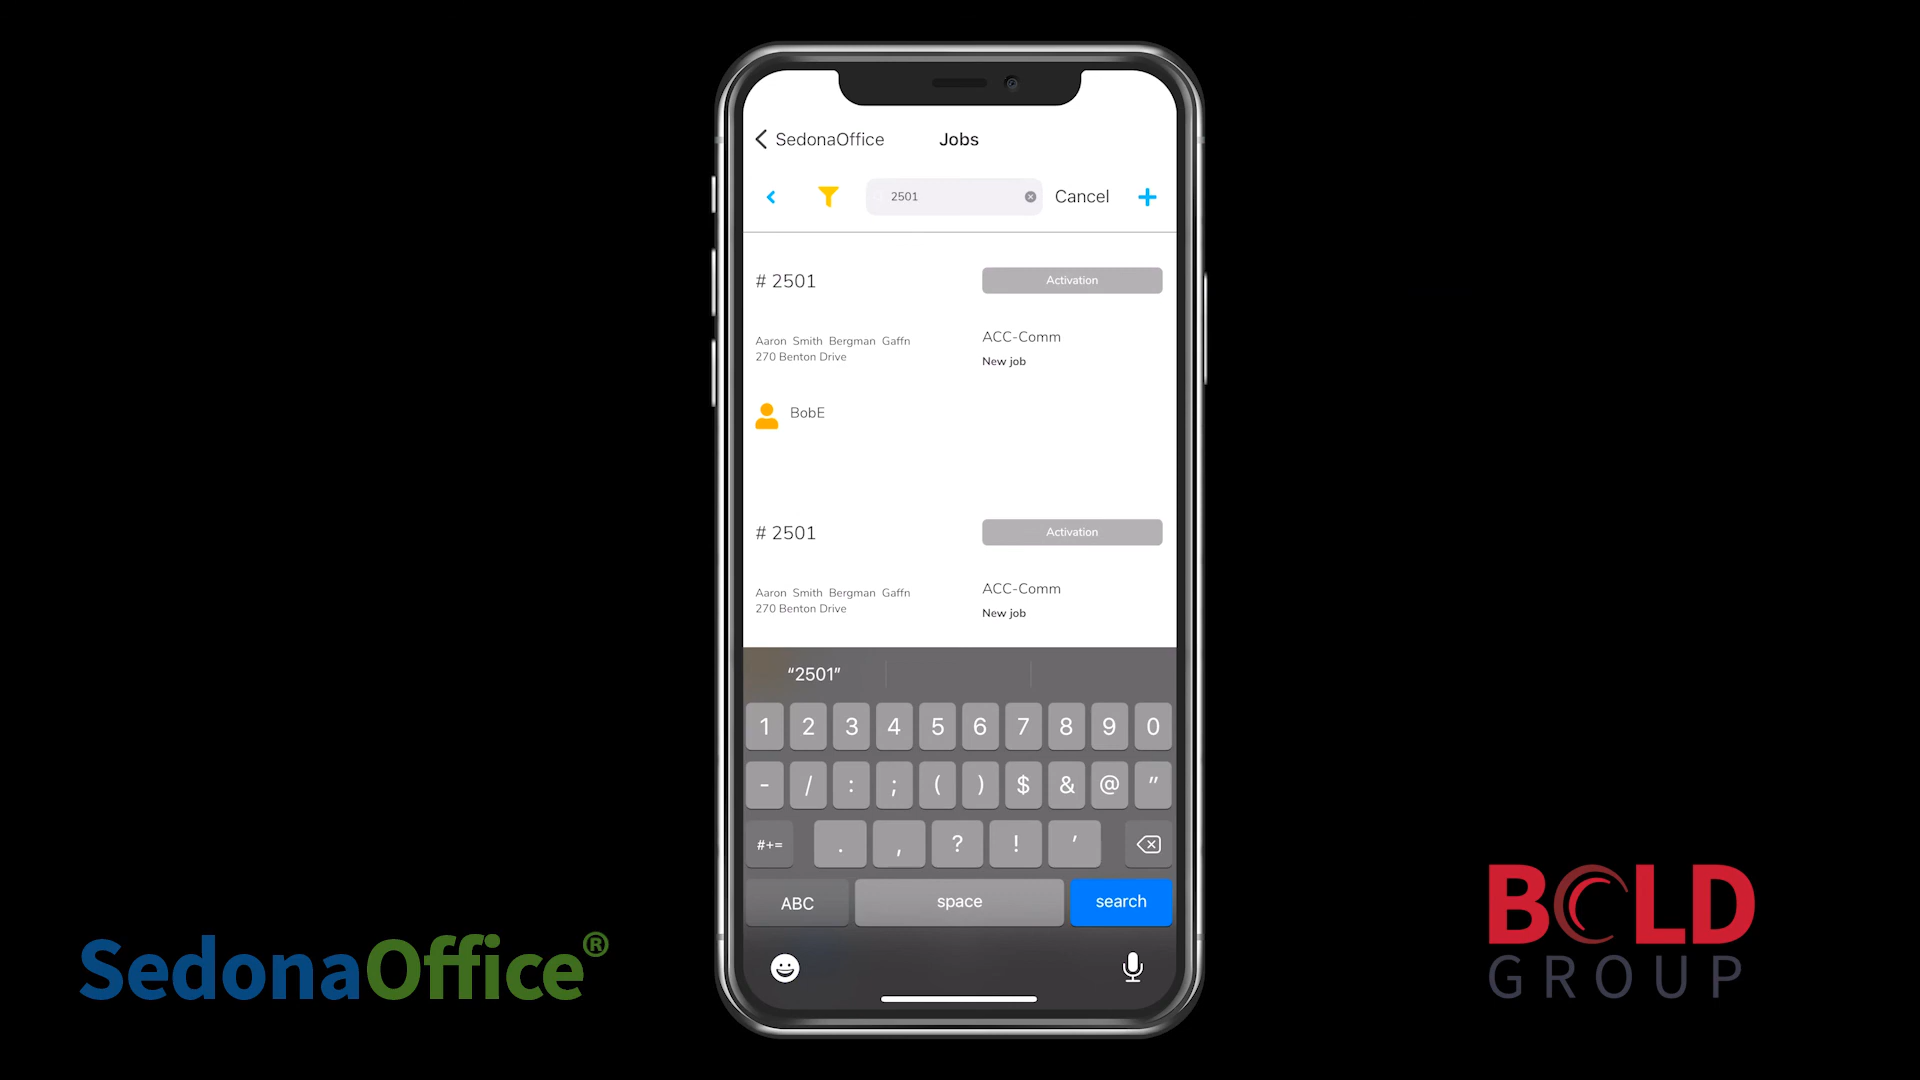 SedonaOffice
Jobs
2501
Cancel
# 2501
Activation
Aaron Smith Bergman Gaffn
270 Benton Drive
ACC-Comm
New job
BobE
# 2501
Activation
Aaron Smith Bergman Gaffn
270 Benton Drive
ACC-Comm
New job
“2501”
1 2 3 4 5 6 7 8 9 0
- / : ; ( ) $ & @ "
#+= . , ? ! '
ABC space search
SedonaOffice®
BOLD
GROUP